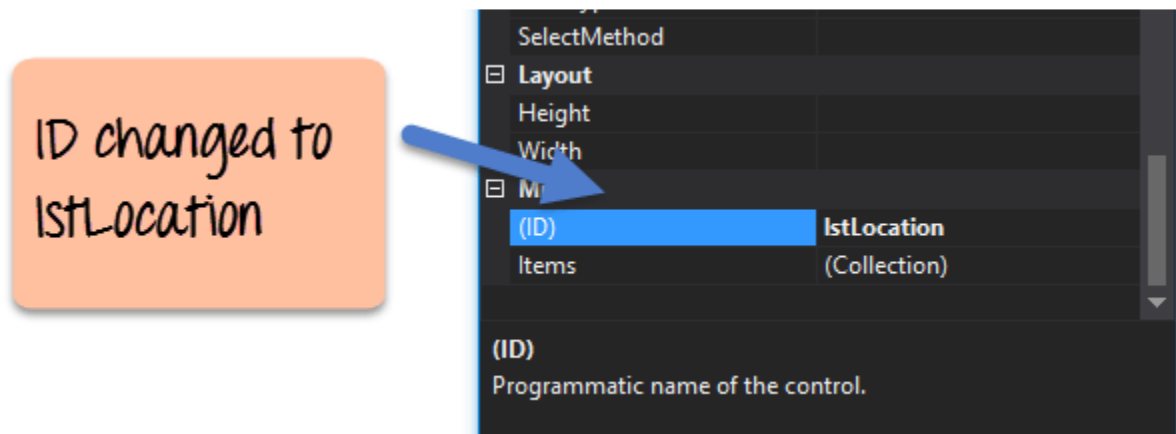 SelectMethod
Layout
Height
Width
(ID) lstLocation
Items (Collection)
(ID)
Programmatic name of the control.
ID changed to
lstLocation